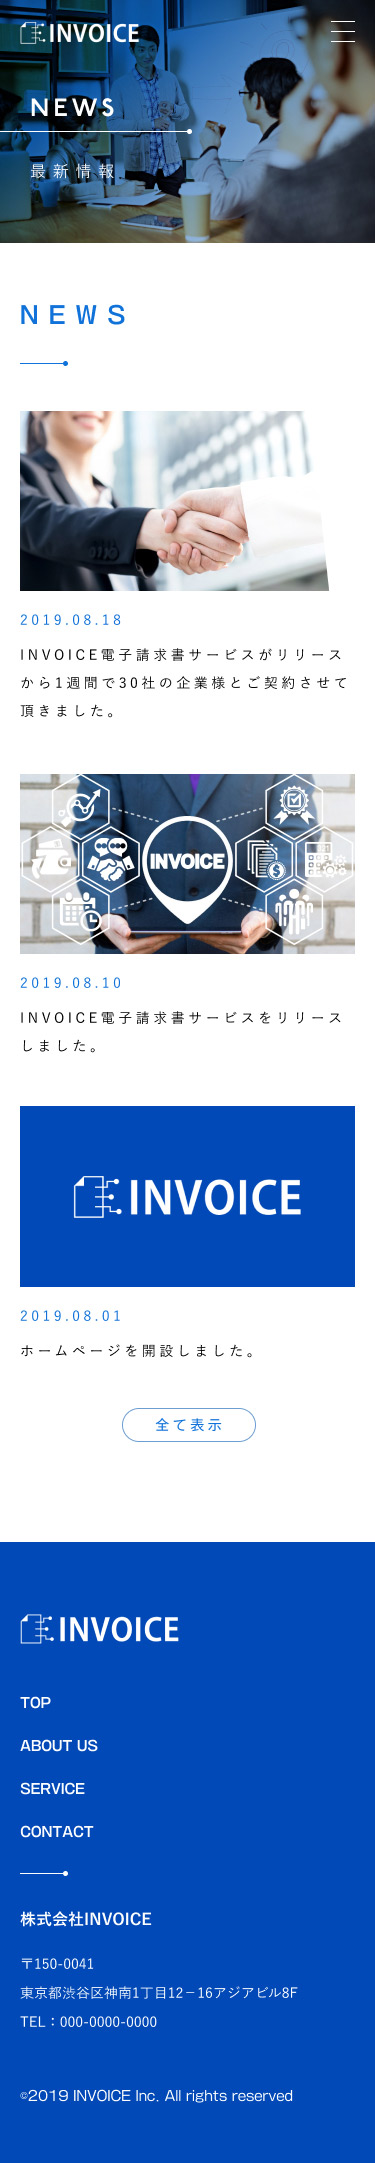 INVOICE
NEWS
最新情報
NEWS
2019.08.18
INVOICE電子請求書サービスがリリース
から1週間で30社の企業様とご契約させて
頂きました。
INVOICE
2019.08.10
INVOICE電子請求書サービスをリリース
しました。
INVOICE
2019.08.01
ホームページを開設しました。
全て表示
INVOICE
TOP
ABOUT US
SERVICE
CONTACT
株式会社INVOICE
〒150-0041
東京都渋谷区神南1丁目12−16アジアビル8F
TEL：000-0000-0000
©2019 INVOICE Inc. All rights reserved